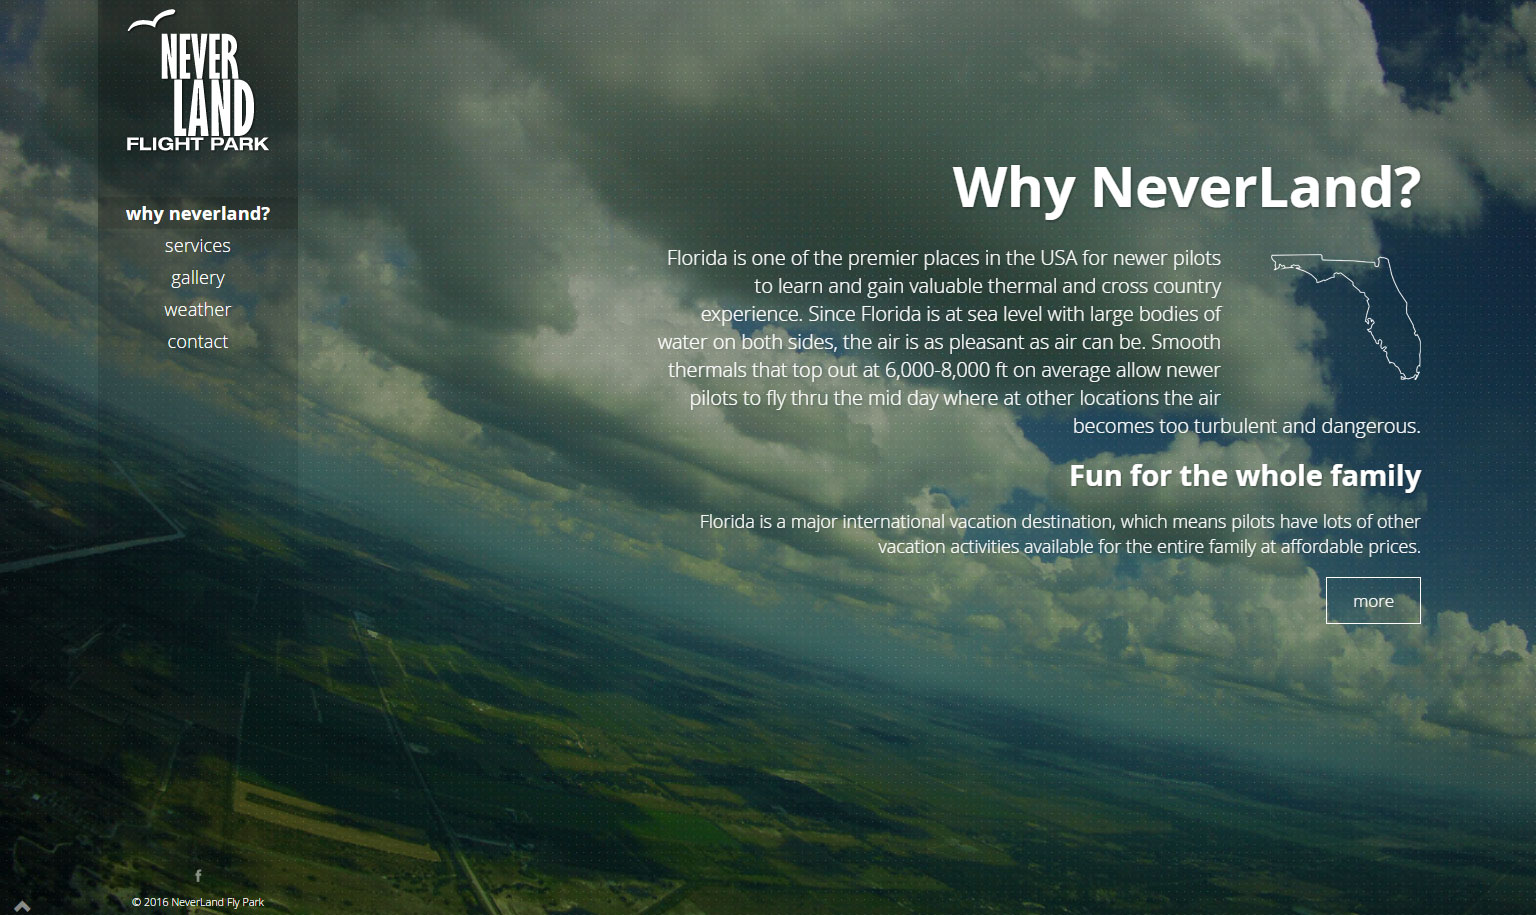 NEVER
LAND
FLIGHT PARK
why neverland?
services
gallery
weather
contact
Why NeverLand?
Florida is one of the premier places in the USA for newer pilots
to learn and gain valuable thermal and cross country
experience. Since Florida is at sea level with large bodies of
water on both sides, the air is as pleasant as air can be. Smooth
thermals that top out at 6,000-8,000 ft on average allow newer
pilots to fly thru the mid day where at other locations the air
becomes too turbulent and dangerous.
Fun for the whole family
Florida is a major international vacation destination, which means pilots have lots of other
vacation activities available for the entire family at affordable prices.
more
f
© 2016 NeverLand Fly Park